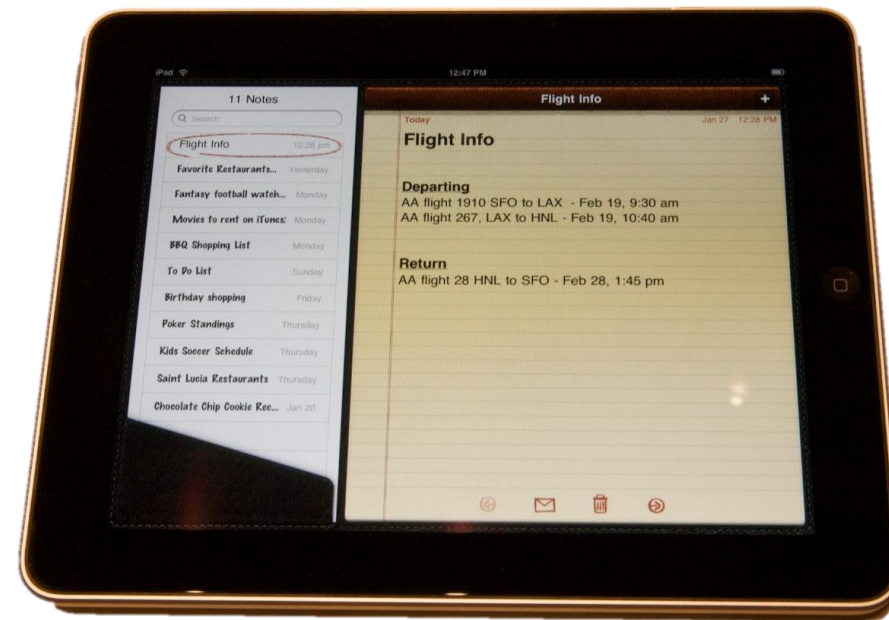 iPad 12:47 PM
11 Notes
Search
Flight Info 12:28 pm
Favorite Restaurants... Yesterday
Fantasy football watch... Monday
Movies to rent on iTunes: Monday
BBQ Shopping List Monday
To Do List Sunday
Birthday shopping Friday
Poker Standings Thursday
Kids Soccer Schedule Thursday
Saint Lucia Restaurants Thursday
Chocolate Chip Cookie Rec... Jan 20
Flight Info +
Today Jan 27 12:28 PM
Flight Info
Departing
AA flight 1910 SFO to LAX - Feb 19, 9:30 am
AA flight 267, LAX to HNL - Feb 19, 10:40 am
Return
AA flight 28 HNL to SFO - Feb 28, 1:45 pm